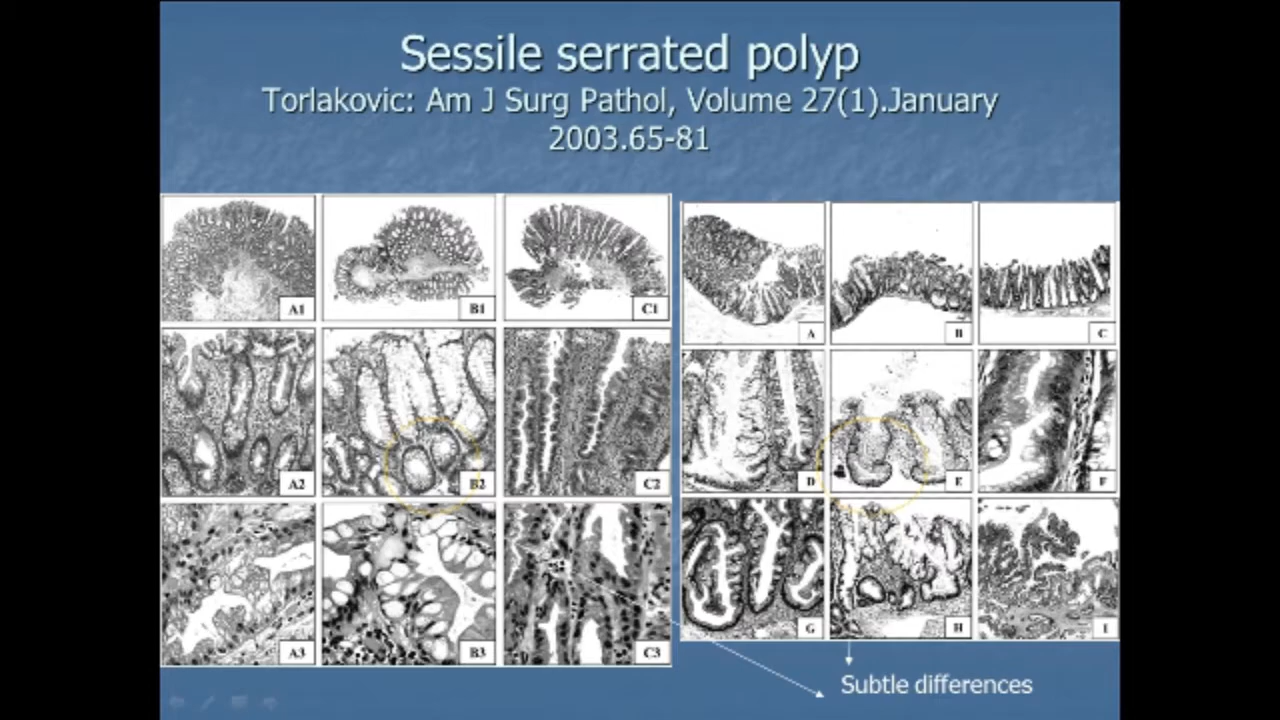 Sessile serrated polyp
Torlakovic: Am J Surg Pathol, Volume 27(1).January
2003.65-81
A1
B1
C1
A
B
C
A2
B2
C2
D
E
F
A3
B3
C3
G
H
I
Subtle differences